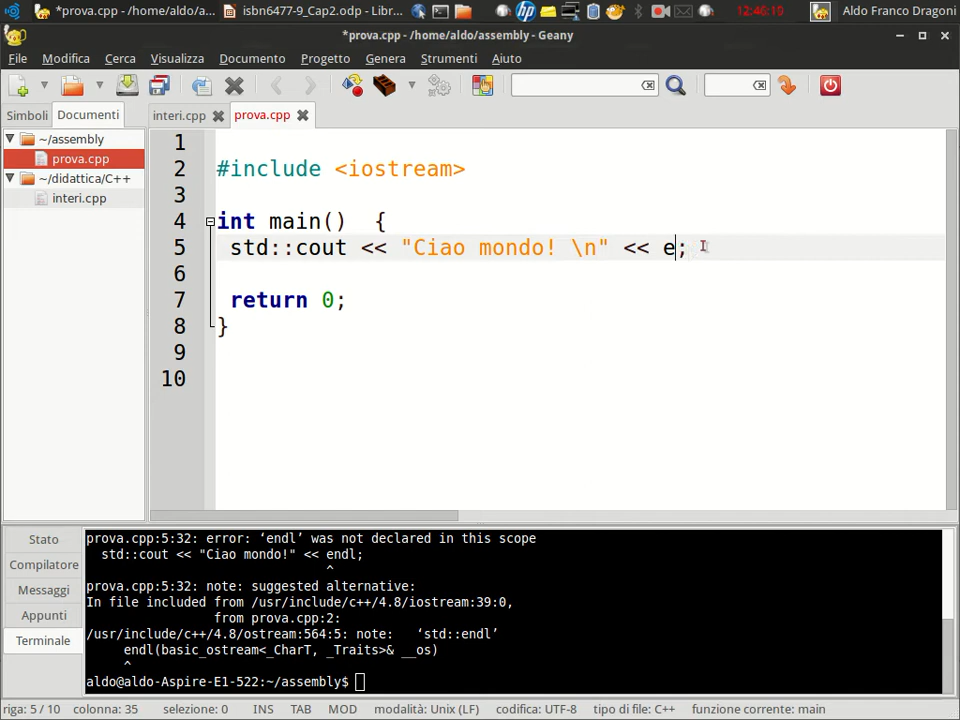 *prova.cpp - /home/aldo/a...
isbn6477-9_Cap2.odp - Libr...
12:46:19
Aldo Franco Dragoni
*prova.cpp - /home/aldo/assembly - Geany
File Modifica Cerca Visualizza Documento Progetto Genera Strumenti Aiuto
Simboli Documenti interi.cpp prova.cpp
~/assembly
prova.cpp
~/didattica/C++
interi.cpp
1
2 #include <iostream>
3
4 int main()  {
5 std::cout << "Ciao mondo! \n" << e;
6
7 return 0;
8 }
9
10
Stato
Compilatore
Messaggi
Appunti
Terminale
prova.cpp:5:32: error: ‘endl’ was not declared in this scope
std::cout << "Ciao mondo!" << endl;
^
prova.cpp:5:32: note: suggested alternative:
In file included from /usr/include/c++/4.8/iostream:39:0,
from prova.cpp:2:
/usr/include/c++/4.8/ostream:564:5: note:   ‘std::endl’
endl(basic_ostream<_CharT, _Traits>& __os)
^
aldo@aldo-Aspire-E1-522:~/assembly$
riga: 5 / 10 colonna: 35 selezione: 0 INS TAB MOD modalità: Unix (LF) codifica: UTF-8 tipo di file: C++ funzione corrente: main